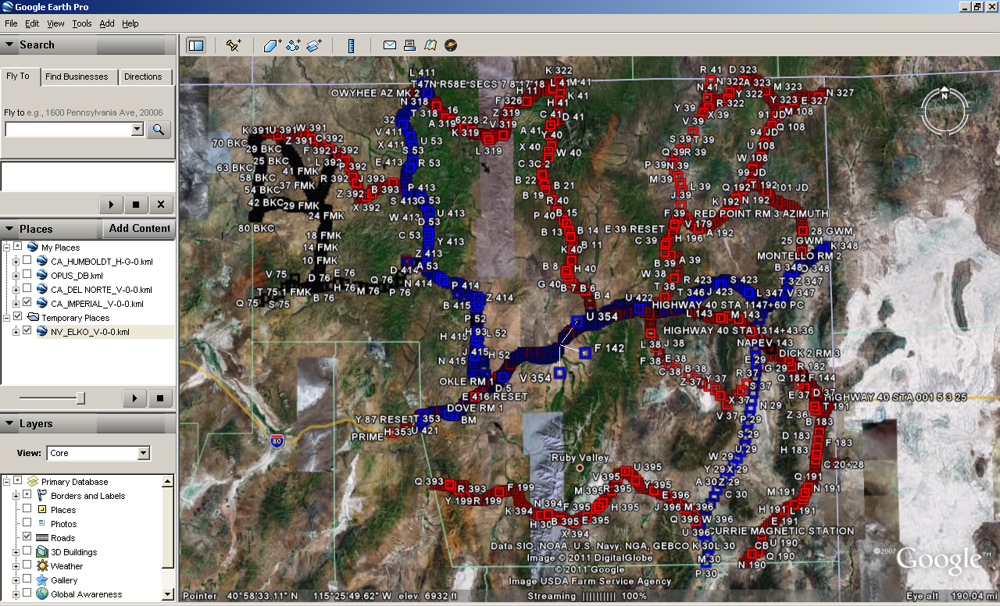 Google Earth Pro
File Edit View Tools Add Help
Search
Fly To Find Businesses Directions
Fly to e.g., 1600 Pennsylvania Ave, 20006
Places Add Content
My Places
CA_HUMBOLDT_H-G-0.kml
OPUS_DB.kml
CA_DEL NORTE_V-0-0.kml
CA_IMPERIAL_V-0-0.kml
Temporary Places
NV_ELKO_V-I-0.kml
Layers
View: Core
Primary Database
Borders and Labels
Places
Photos
Roads
3D Buildings
Weather
Gallery
Global Awareness
L 411
T47N R58E SECS 7 8 17 18
OWYHEE AZ MK 2
N 318
T 318
A 319
K 319
L 319
F 326
H 11
Z 319
V 319
K 322
L 41 M 41
K 41
H 41
C 41
D 41
A 41
Y 40
X 40
W 40
R 41 D 323
N 322 A 323
N 41
Y 322
M 323
R 322
Y 323
E 327
N 327
Y 39
X 39
V 39
91 JD
M 108
Q 108
94 JD
U 108
W 108
99 JD
S 39 T 39
Q 39 R 39
P 39 N 39
M 39
L 39
J 39
Q 192
T 192
101 JD
N 192
K 192
F 39
RED POINT RM 3 AZIMUTH
V 179
A 192
H 196
E 39 RESET
C 39
28 GWM
25 GWM
K 348
MONTELLO RM 2
B 348
D 348
A 39
B 39
W 38
T 38
K 391 U 391 W 391
70 BKC
Z 391
C 392
29 BKC
F 392
J 392
25 BKC
L 392
63 BKC
41 FMK
P 392
58 BKC
R 392
J 393
37 FMK
54 BKC
Z 392
B 393
42 BKC
29 FMK
X 392
24 FMK
80 BKC
18 FMK
14 FMK
10 FMK
V 411
U 53
X 411
S 53
E 413
R 53
P 413
S 413
G 53
U 413
W 413
D 53
C 53
Y 413
Z 413
A 53
D 414
N 414
P 414
V 75
D 76
E 76
T 75
1 FMK
H 76
Q 76
M 76
P 76
Q 75
S 75
B 76
B 22
B 21
B 19
R 40
P 40
B 15
B 13
B 14
B 11
K 40
B 8
H 40
G 40
B 7 B 6
B 4
Z 414
B 415
P 52
H 93
L 52
H 415
J 415
H 52
N 415
U 354
F 142
V 354
U 422
R 423
S 423
T 346
J 423
L 347 V 347
HIGHWAY 40 STA 1147+60 PC
L 143
M 143
HIGHWAY 40 STA 1314+43.36
NAPEV 143
DICK 2 RM 3
L 38
J 38
F 38
E 38
B 38
C 38
Z 37
Y 37
X 37
V 37
R 37
S 37
E 29
G 29
R 182
Q 182
F 144
E 37
D 37
HIGHWAY 40 STA 001 5 3 25
T 191
Z 36
B 183
N 29
P 29
S 29
D 183
F 183
H 183
U 29
W 29
Y 29 X 29
A 30 Z 29
C 30
C 20+28
Q 191
N 191
M 191
H 191
L 191
E 191
OKLE RM 1
D 5
E 416 RESET
DOVE RM 1
BM
Y 87 RESET
T 353
H 353
U 421
PRIME
80
Ruby Valley
Q 393
R 393
Y 199
R 199
F 199
K 394
N 394
H 30
B 395
F 395
E 395
X 394
M 395
H 395
R 395
V 395
U 395
Y 395
E 396
J 396
M 396
Q 396
W 396
U 396
CURRIE MAGNETIC STATION
CB
U 190
Q 190
N 190
K 30
L 30
M 30
P 30
Data SIO, NOAA, U.S. Navy, NGA, GEBCO
Image © 2011 DigitalGlobe
© 2011 Google
Image USDA Farm Service Agency
©2007 Google™
Pointer 40°58'33.11" N 115°25'49.62" W elev 6932 ft
Streaming |||||||||| 100%
Eye alt 190.04 mi
N